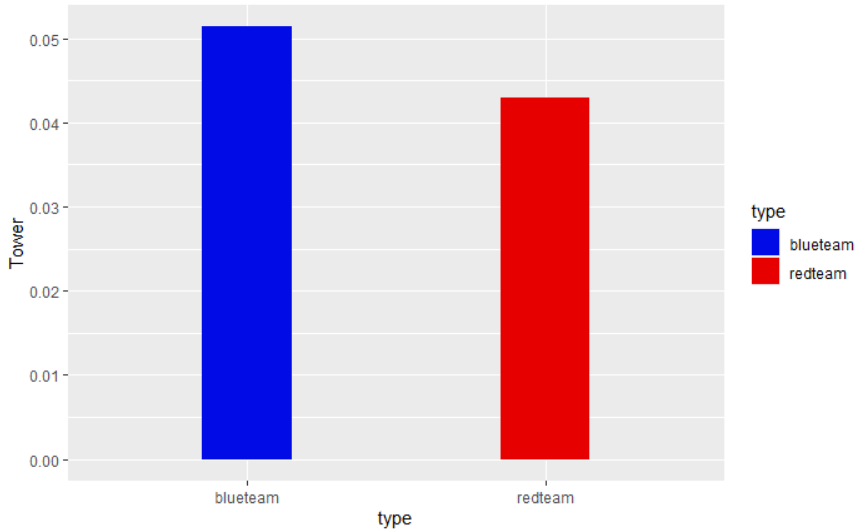 0.05
0.04
0.03
0.02
0.01
0.00
Tower
blueteam
redteam
type
type
blueteam
redteam